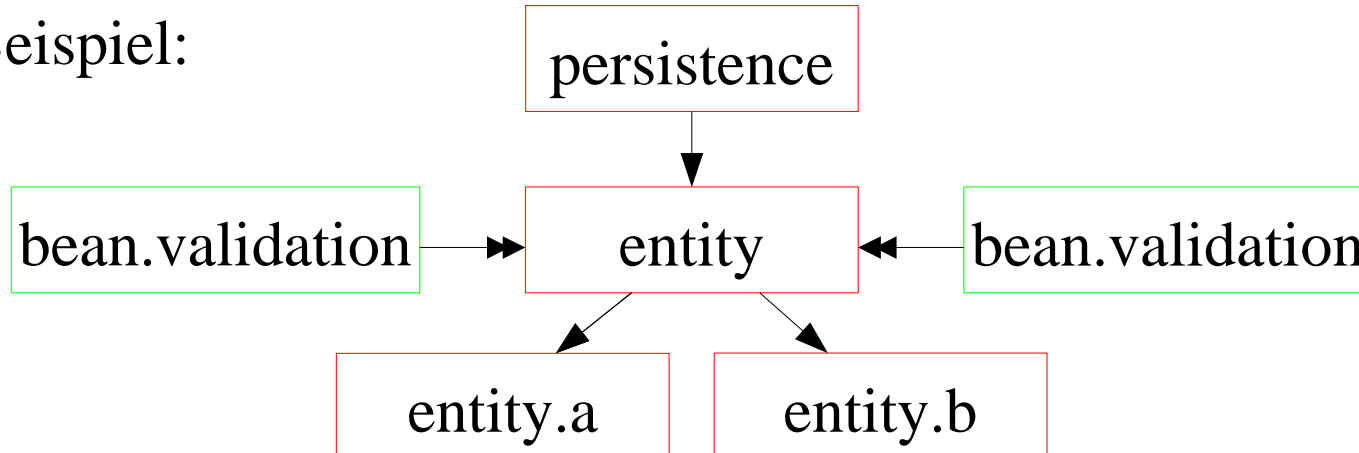 eispiel:
persistence
bean.validation
entity
bean.validation
entity.a
entity.b